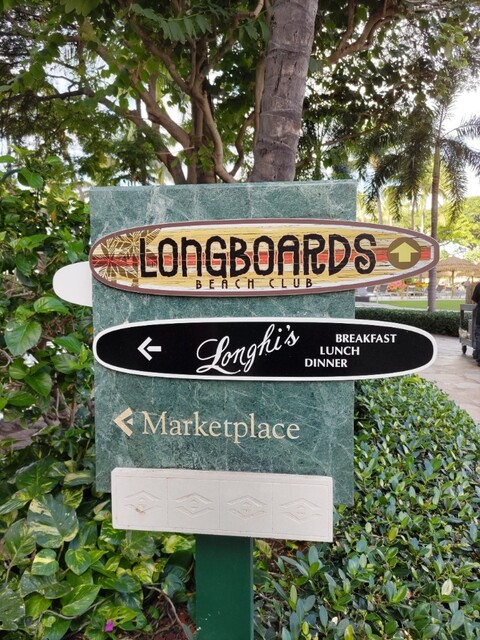 LONGBOARDS
BEACH CLUB
Longhi's
BREAKFAST
LUNCH
DINNER
Marketplace